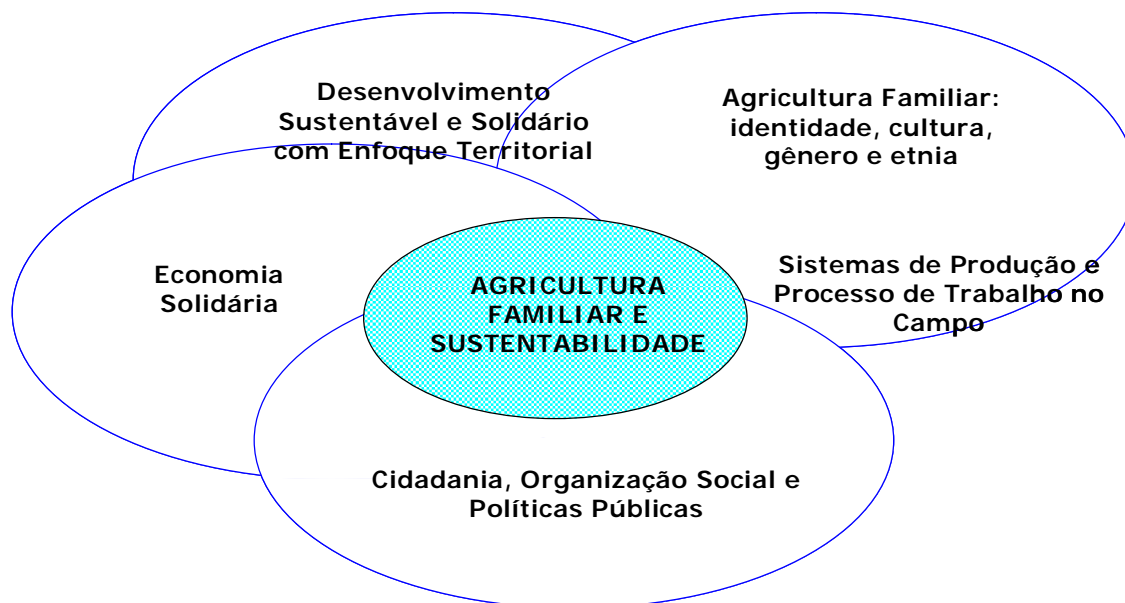 Desenvolvimento
Sustentável e Solidário
com Enfoque Territorial
Agricultura Familiar:
identidade, cultura,
gênero e etnia
Economia
Solidária
AGRICULTURA
FAMILIAR E
SUSTENTABILIDADE
Sistemas de Produção e
Processo de Trabalho no
Campo
Cidadania, Organização Social e
Políticas Públicas